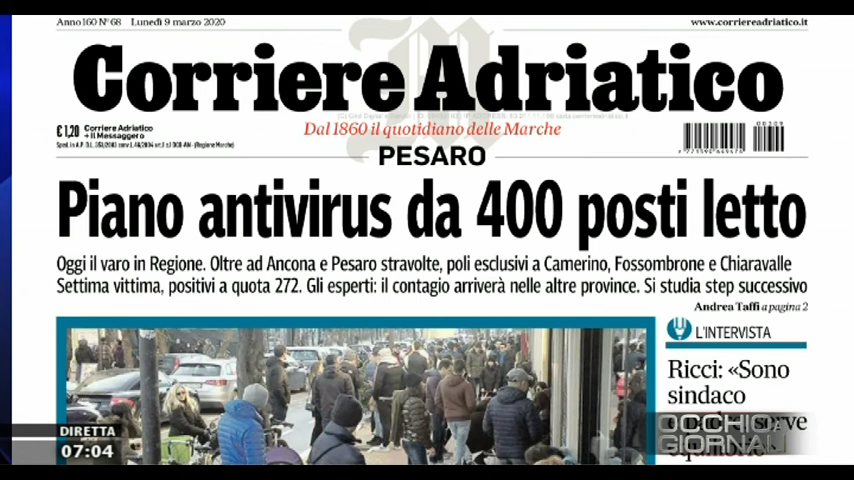 Anno 160 N° 68 Lunedì 9 marzo 2020
www.corriereadriatico.it
Corriere Adriatico
€ 1,20 Corriere Adriatico
+ Il Messaggero
Dal 1860 il quotidiano delle Marche
PESARO
Piano antivirus da 400 posti letto
Oggi il varo in Regione. Oltre ad Ancona e Pesaro stravolte, poli esclusivi a Camerino, Fossombrone e Chiaravalle
Settima vittima, positivi a quota 272. Gli esperti: il contagio arriverà nelle altre province. Si studia step successivo
Andrea Taffi a pagina 2
L'INTERVISTA
Ricci: «Sono
sindaco
DIRETTA
07:04
OCCHIO AI
GIORNALI